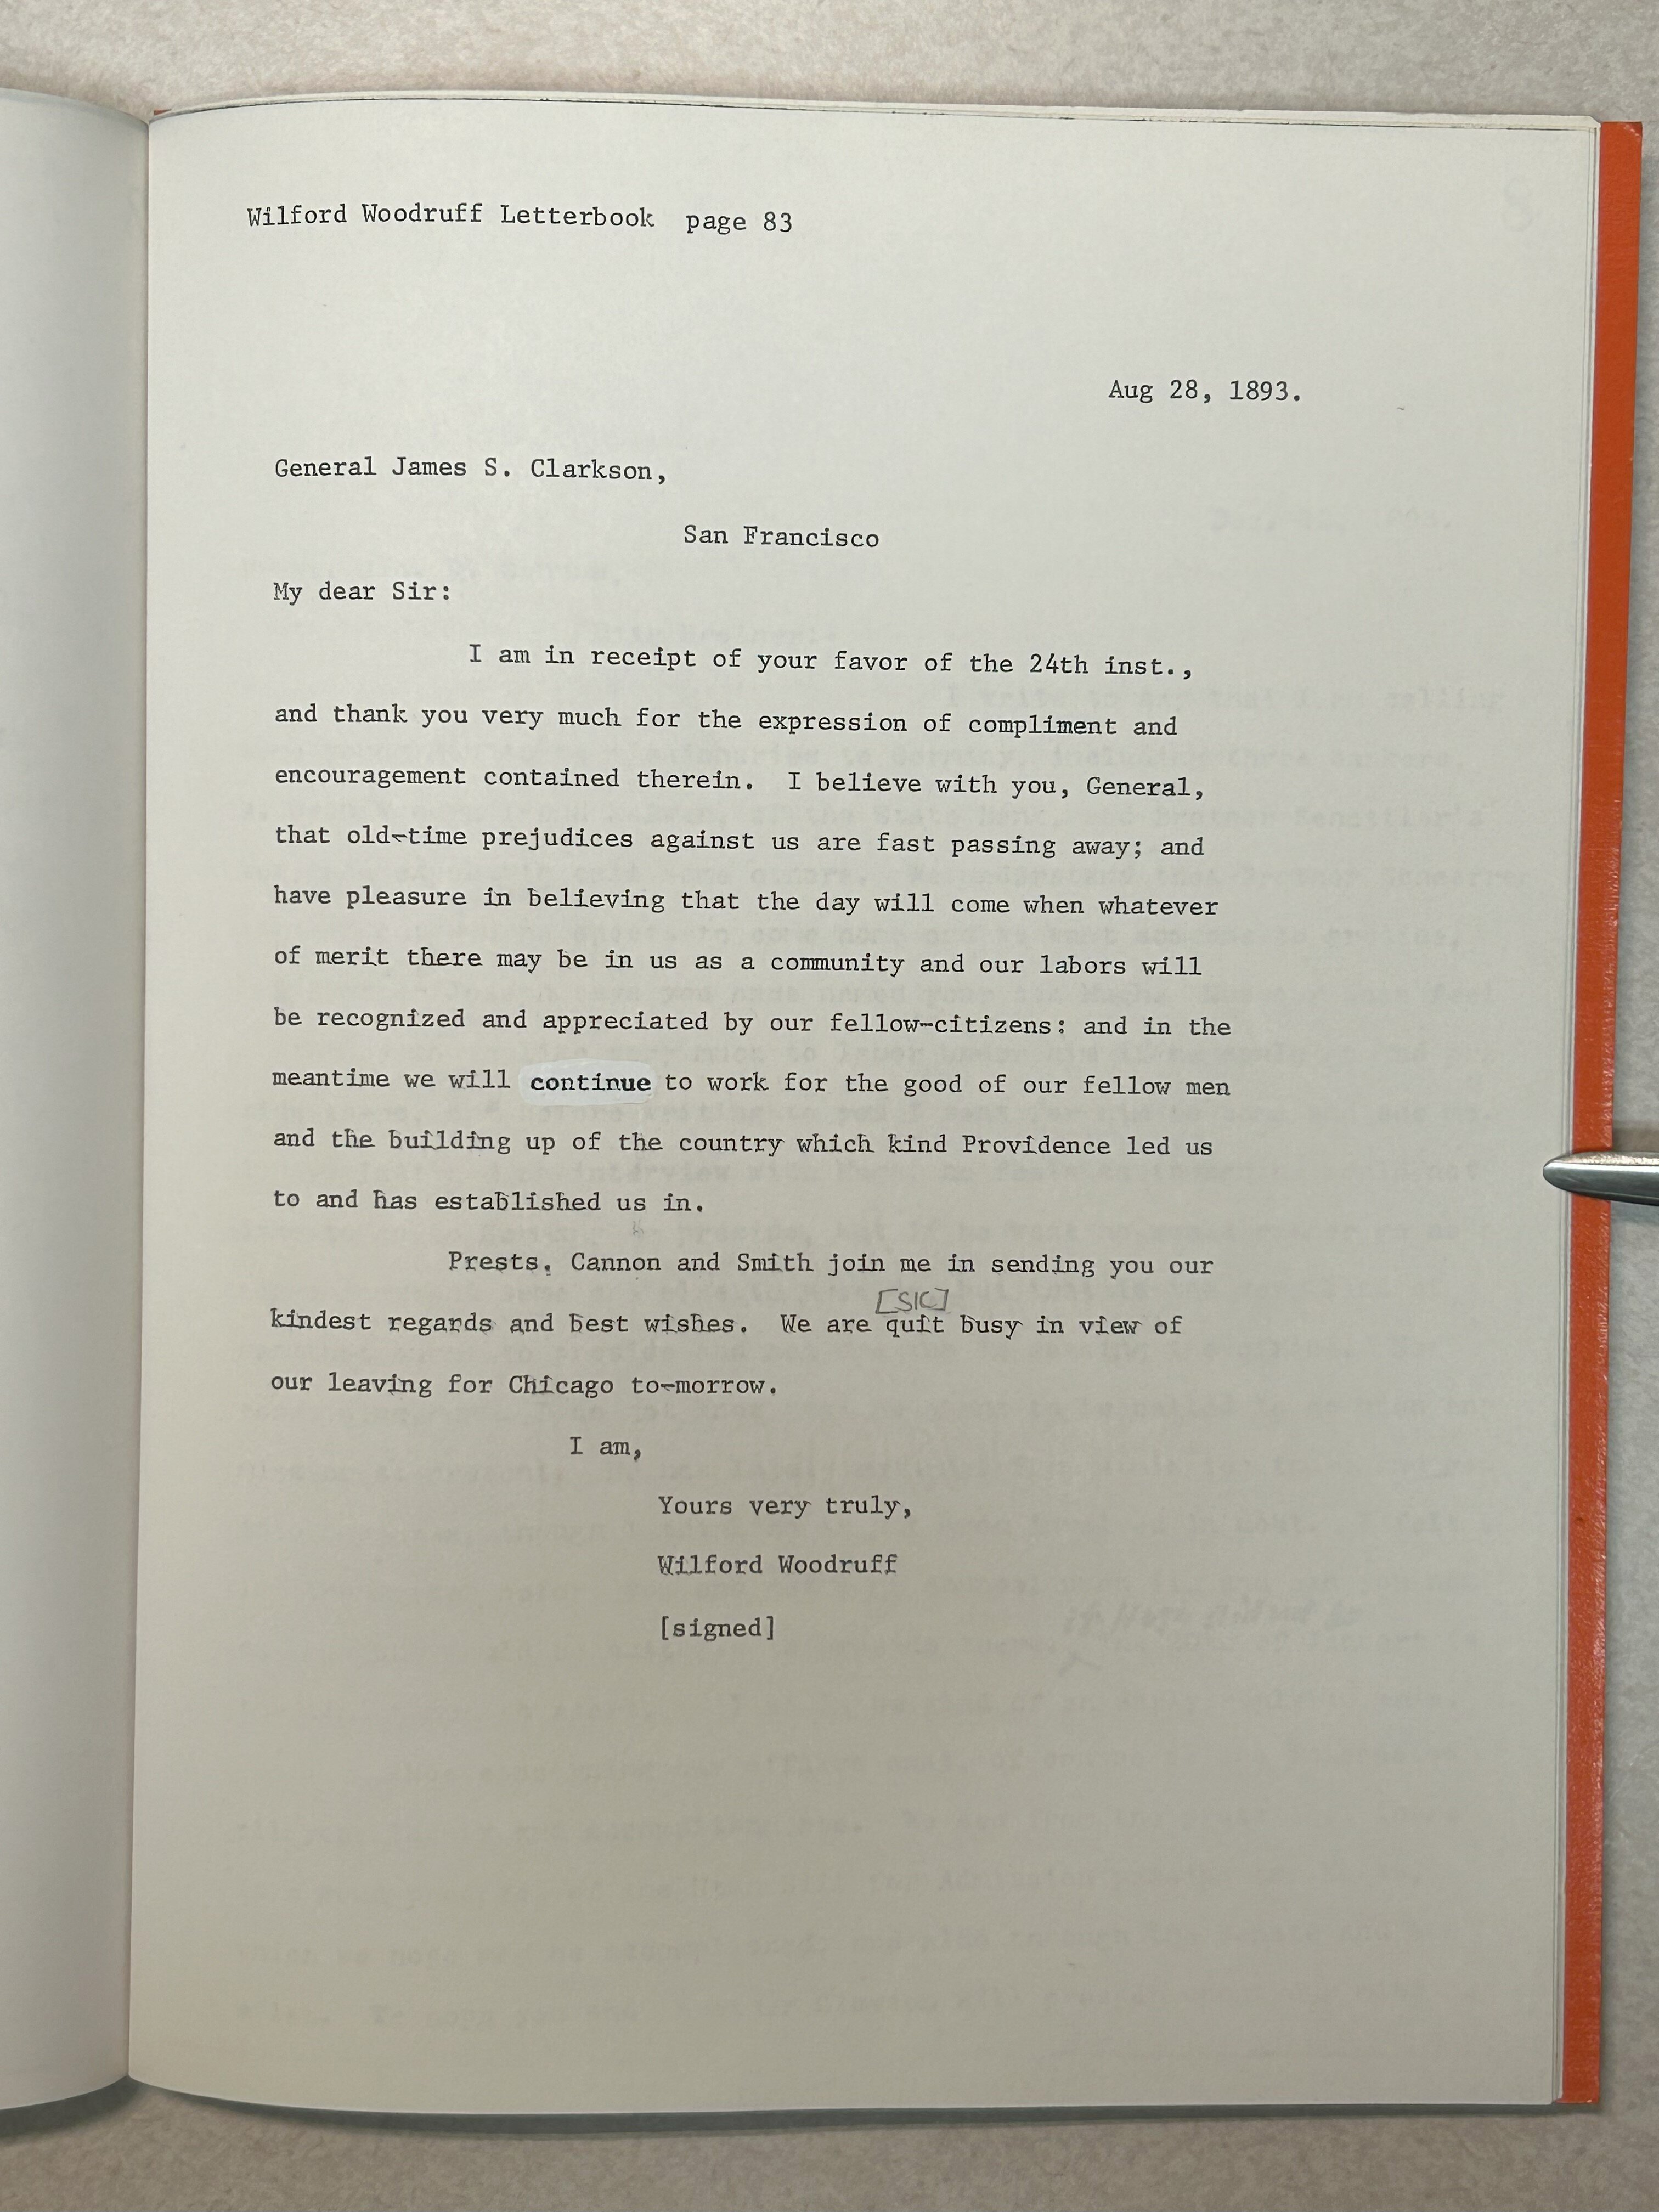 Wilford Woodruff Letterbook page 83
Aug 28, 1893.
General James S. Clarkson,
San Francisco
My dear Sir:
I am in receipt of your favor of the 24th inst.,
and thank you very much for the expression of compliment and
encouragement contained therein. I believe with you, General,
that old-time prejudices against us are fast passing away; and
have pleasure in believing that the day will come when whatever
of merit there may be in us as a community and our labors will
be recognized and appreciated by our fellow-citizens: and in the
meantime we will continue to work for the good of our fellow men
and the building up of the country which kind Providence led us
to and has established us in.
Prests. Cannon and Smith join me in sending you our
[SIC]
kindest regards and best wishes. We are quit busy in view of
our leaving for Chicago to-morrow.
I am,
Yours very truly,
Wilford Woodruff
[signed]